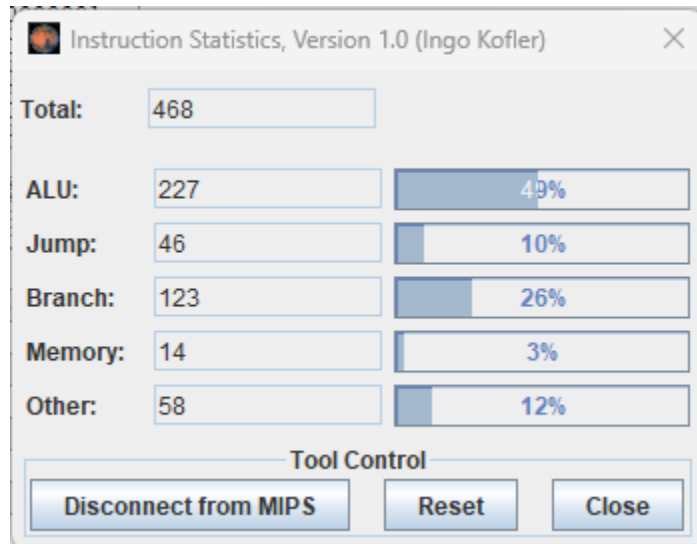 Instruction Statistics, Version 1.0 (Ingo Kofler)
Total: 468
ALU: 227 49%
Jump: 46 10%
Branch: 123 26%
Memory: 14 3%
Other: 58 12%
Tool Control
Disconnect from MIPS Reset Close